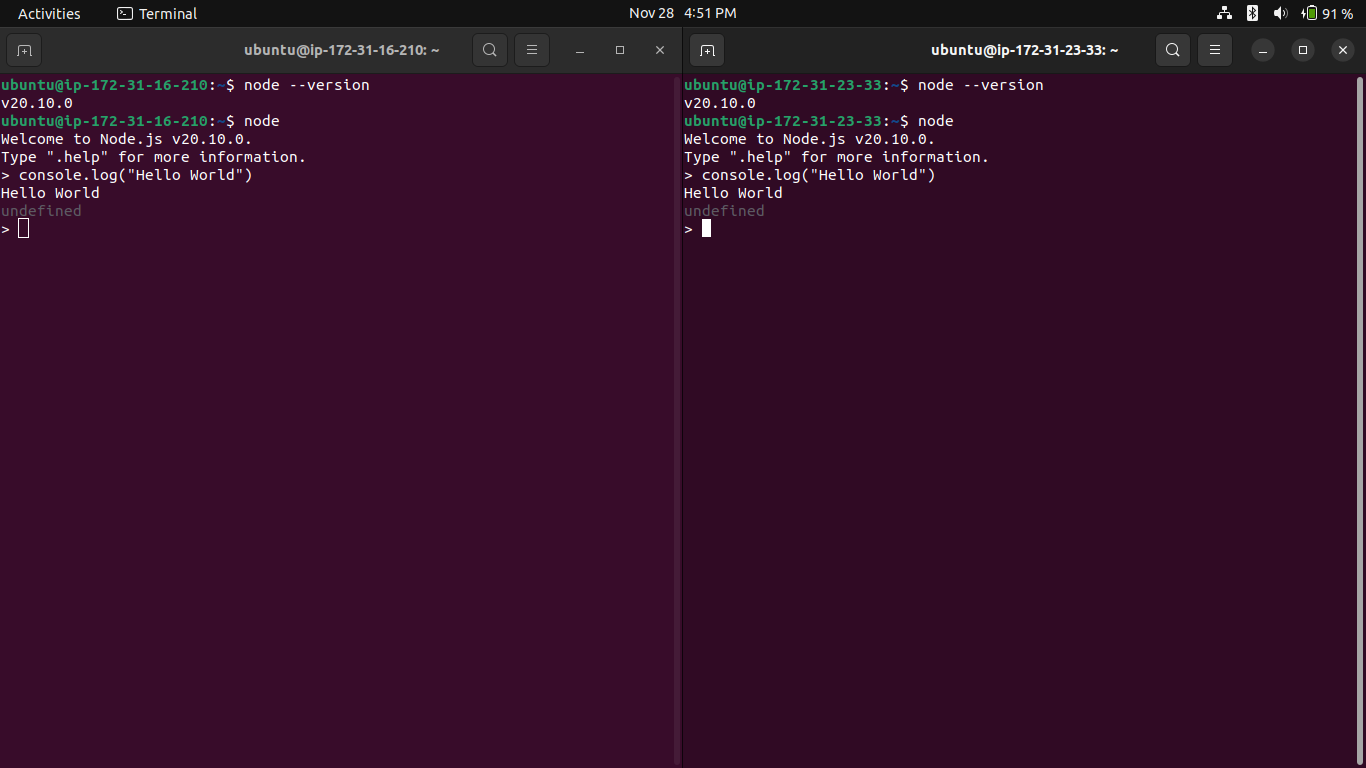 Activities Terminal Nov 28 4:51 PM 91 %
ubuntu@ip-172-31-16-210: ~
ubuntu@ip-172-31-16-210:~$ node --version
v20.10.0
ubuntu@ip-172-31-16-210:~$ node
Welcome to Node.js v20.10.0.
Type ".help" for more information.
> console.log("Hello World")
Hello World
undefined
>
ubuntu@ip-172-31-23-33: ~
ubuntu@ip-172-31-23-33:~$ node --version
v20.10.0
ubuntu@ip-172-31-23-33:~$ node
Welcome to Node.js v20.10.0.
Type ".help" for more information.
> console.log("Hello World")
Hello World
undefined
>